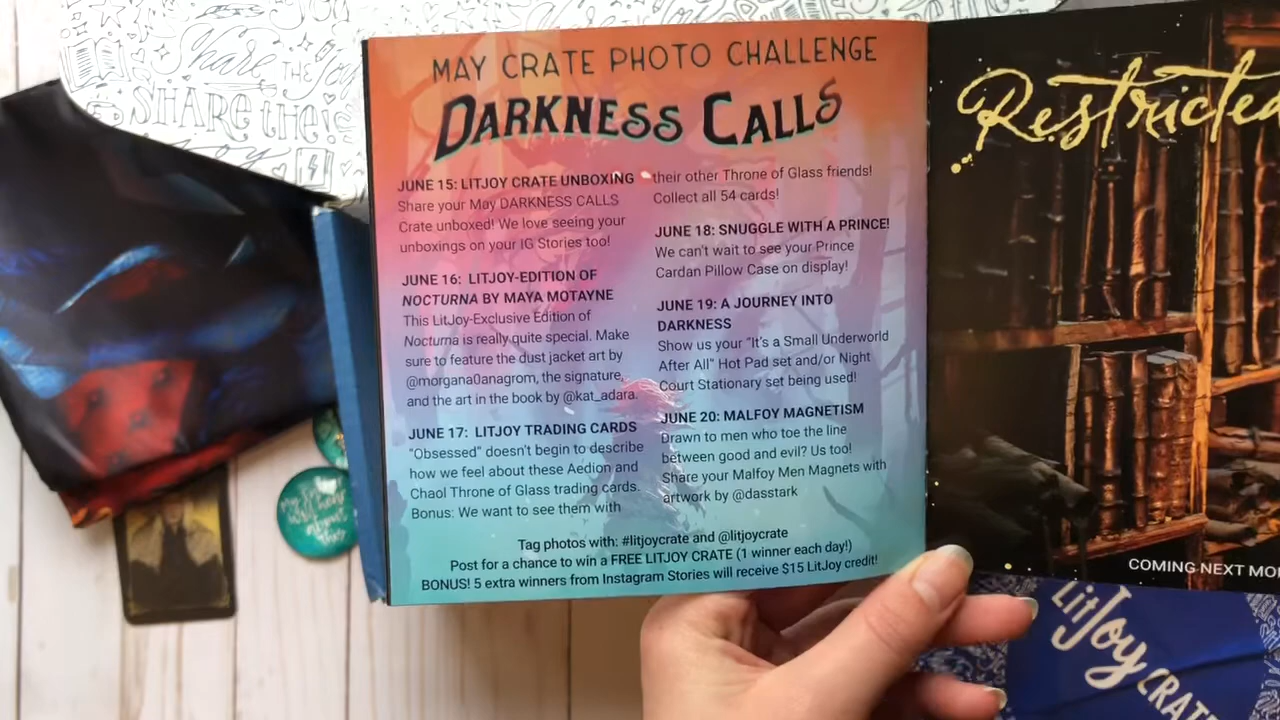 Share THE Joy
SHARE THE
MAY CRATE PHOTO CHALLENGE
DARKNESS CALLS
JUNE 15: LITJOY CRATE UNBOXING
Share your May DARKNESS CALLS
Crate unboxed! We love seeing your
unboxings on your IG Stories too!
JUNE 16: LITJOY-EDITION OF
NOCTURNA BY MAYA MOTAYNE
This LitJoy-Exclusive Edition of
Nocturna is really quite special. Make
sure to feature the dust jacket art by
@morgana0anagrom, the signature,
and the art in the book by @kat_adara.
JUNE 17: LITJOY TRADING CARDS
"Obsessed" doesn't begin to describe
how we feel about these Aedion and
Chaol Throne of Glass trading cards.
Bonus: We want to see them with
their other Throne of Glass friends!
Collect all 54 cards!
JUNE 18: SNUGGLE WITH A PRINCE!
We can't wait to see your Prince
Cardan Pillow Case on display!
JUNE 19: A JOURNEY INTO
DARKNESS
Show us your "It's a Small Underworld
After All" Hot Pad set and/or Night
Court Stationary set being used!
JUNE 20: MALFOY MAGNETISM
Drawn to men who toe the line
between good and evil? Us too!
Share your Malfoy Men Magnets with
artwork by @dasstark
Tag photos with: #litjoycrate and @litjoycrate
Post for a chance to win a FREE LITJOY CRATE (1 winner each day!)
BONUS! 5 extra winners from Instagram Stories will receive $15 LitJoy credit!
Restricted
COMING NEXT MO
LitJoy CRATE